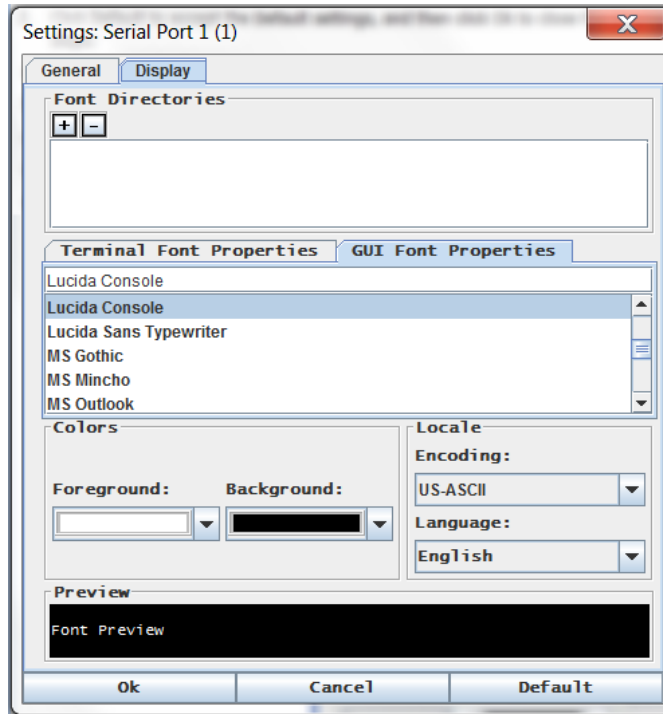 Settings: Serial Port 1 (1)
X
General Display
Font Directories
+ -
Terminal Font Properties GUI Font Properties
Lucida Console
Lucida Console
Lucida Sans Typewriter
MS Gothic
MS Mincho
MS Outlook
Colors
Foreground: Background:
Locale
Encoding:
US-ASCII
Language:
English
Preview
Font Preview
Ok Cancel Default